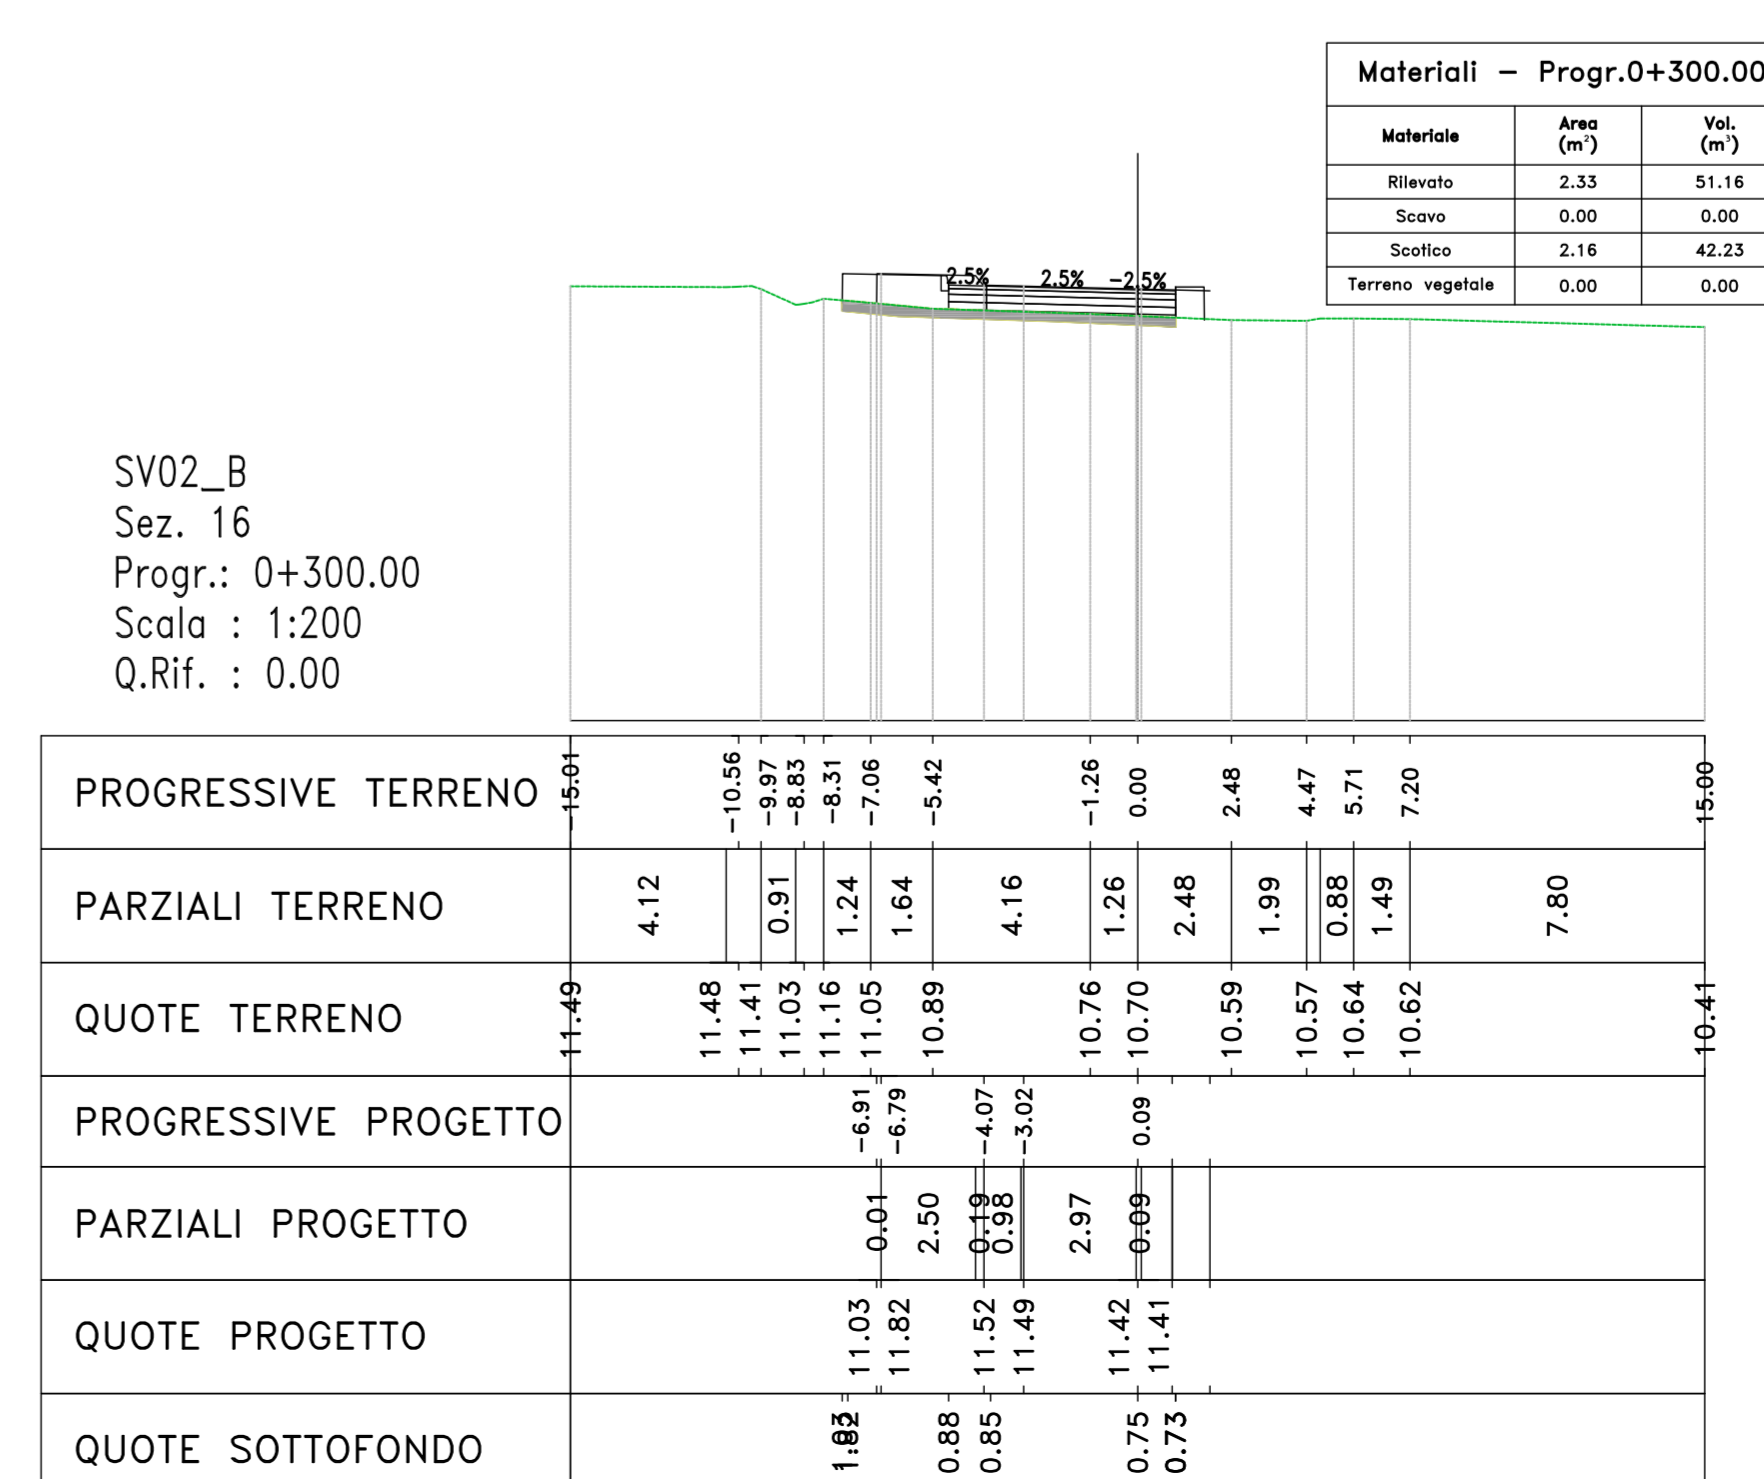 Materiali – Progr.0+300.00
Materiale Area (m²) Vol. (m³)
Rilevato 2.33 51.16
Scavo 0.00 0.00
Scotico 2.16 42.23
Terreno vegetale 0.00 0.00
2.5% 2.5% −2.5%
SV02_B
Sez. 16
Progr.: 0+300.00
Scala : 1:200
Q.Rif. : 0.00
PROGRESSIVE TERRENO −15.01 −10.56 −9.97 −8.83 −8.31 −7.06 −5.42 −1.26 0.00 2.48 4.47 5.71 7.20 15.00
PARZIALI TERRENO 4.12 0.91 1.24 1.64 4.16 1.26 2.48 1.99 0.88 1.49 7.80
QUOTE TERRENO 11.49 11.48 11.41 11.03 11.16 11.05 10.89 10.76 10.70 10.59 10.57 10.64 10.62 10.41
PROGRESSIVE PROGETTO −6.91 −6.79 −4.07 −3.02 0.09
PARZIALI PROGETTO 0.01 2.50 0.19 0.98 2.97 0.09
QUOTE PROGETTO 11.03 11.82 11.52 11.49 11.42 11.41
QUOTE SOTTOFONDO 0.88 0.85 0.75 0.73